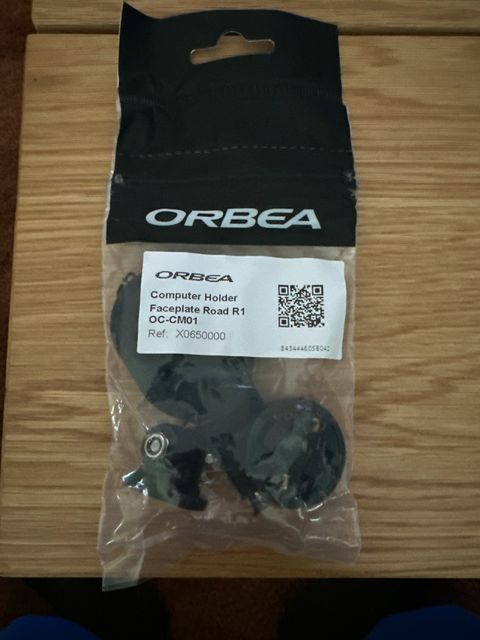 ORBEA
ORBEA
Computer Holder
Faceplate Road R1
OC-CM01
Ref: X0650000